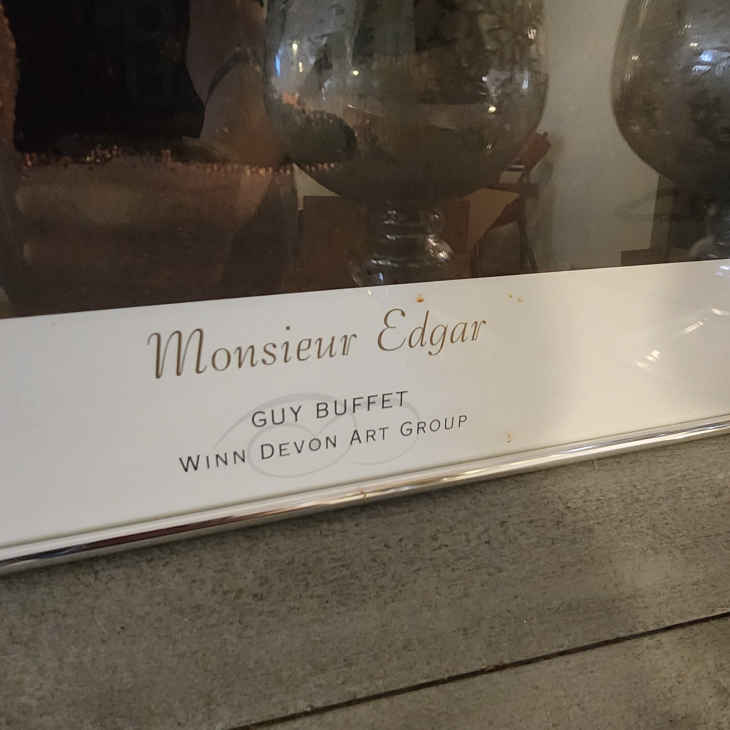 Monsieur Edgar
GUY BUFFET
WINN DEVON ART GROUP